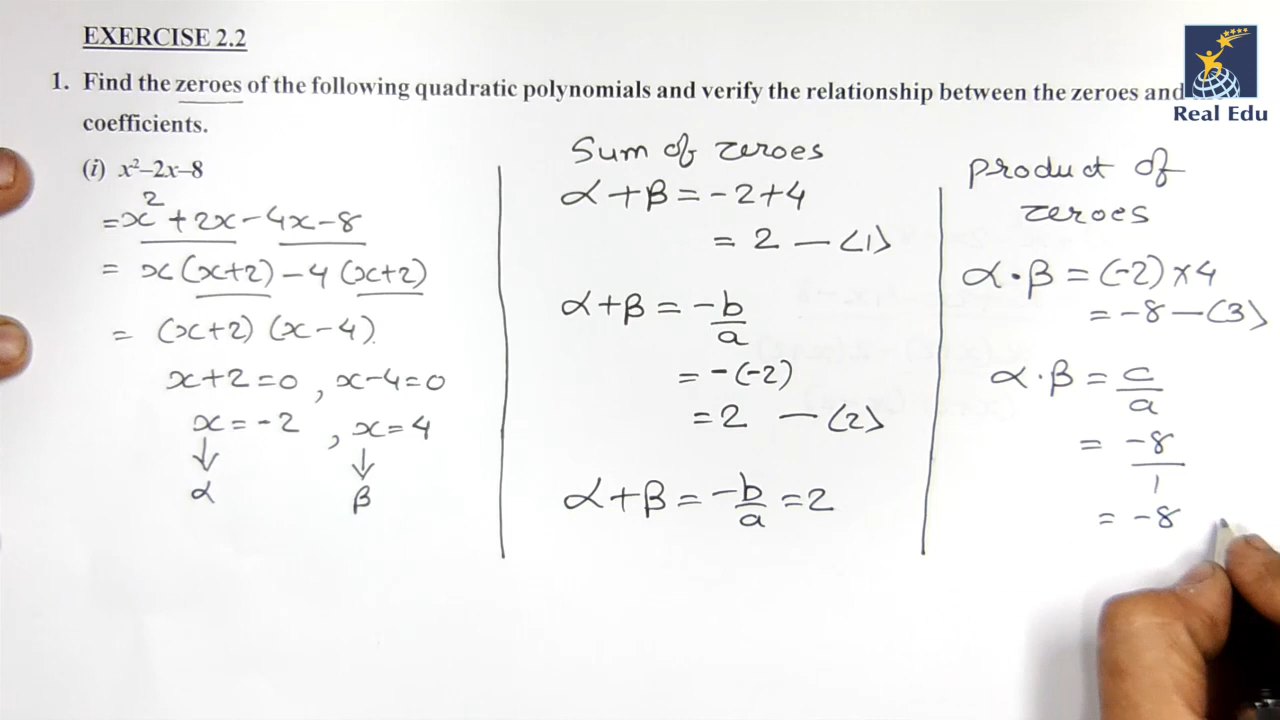 EXERCISE 2.2
1. Find the zeroes of the following quadratic polynomials and verify the relationship between the zeroes and
coefficients.
Real Edu
(i) x²–2x–8
= x² + 2x – 4x – 8
= x(x+2) – 4(x+2)
= (x+2) (x – 4).
x+2=0 , x–4=0
x = –2 , x = 4
↓ ↓
α β
Sum of zeroes
α + β = –2+4
= 2 — (1)
α+β = –b/a
= –(–2)
= 2 — (2)
α+β = –b/a = 2
product of
zeroes
α • β = (–2) × 4
= –8 — (3)
α · β = c/a
= –8/1
= –8